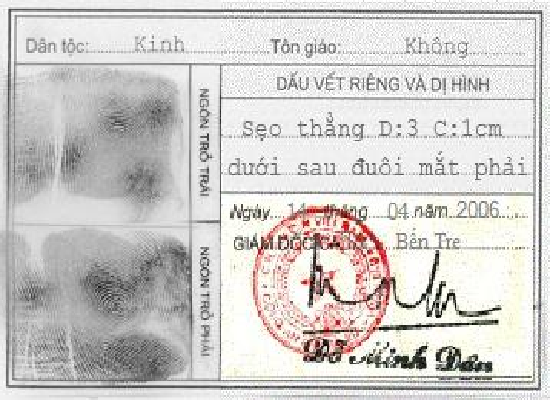 Dân tộc: Kinh Tôn giáo: Không
NGÓN TRỎ TRÁI
DẤU VẾT RIÊNG VÀ DỊ HÌNH
Sẹo thẳng D:3 C:1cm
dưới sau đuôi mắt phải
Ngày 14 tháng 04 năm 2006
GIÁM ĐỐC CA Bến Tre
NGÓN TRỎ PHẢI
Đỗ Minh Dân